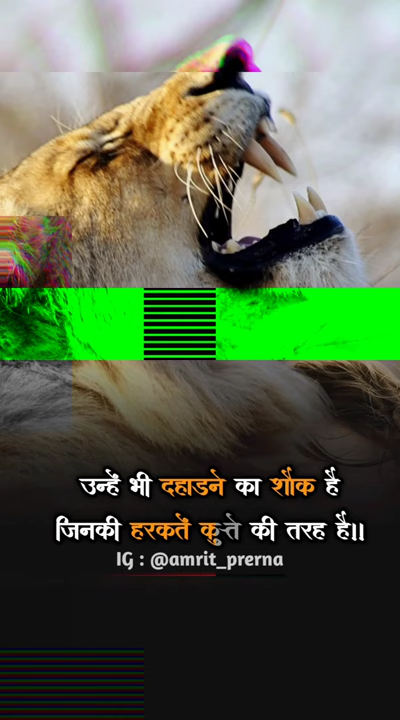 उन्हें भी दहाडने का शौक है
जिनकी हरकतें कुत्ते की तरह है।।
IG : @amrit_prerna